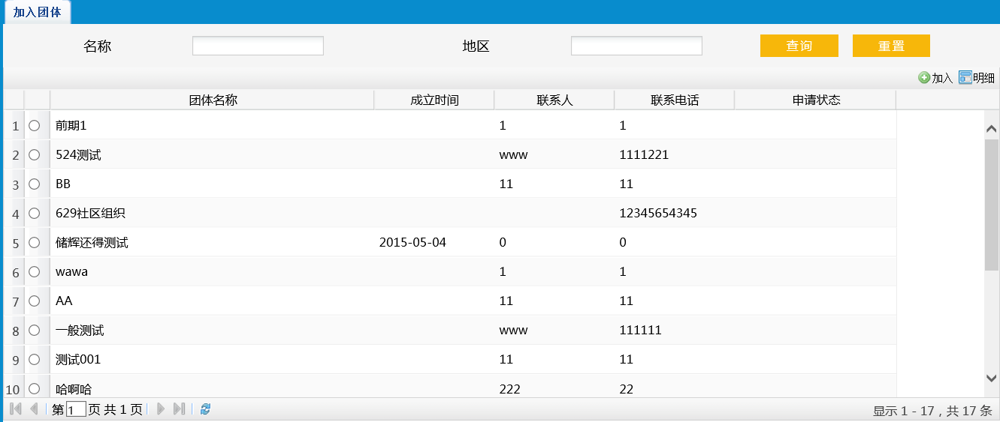 加入团体
名称 地区 查询 重置
加入 明细
团体名称 成立时间 联系人 联系电话 申请状态
1 前期1 1 1
2 524测试 www 1111221
3 BB 11 11
4 629社区组织 12345654345
5 储辉还得测试 2015-05-04 0 0
6 wawa 1 1
7 AA 11 11
8 一般测试 www 111111
9 测试001 11 11
10 哈啊哈 222 22
第 1 页 共 1 页 显示 1 - 17，共 17 条